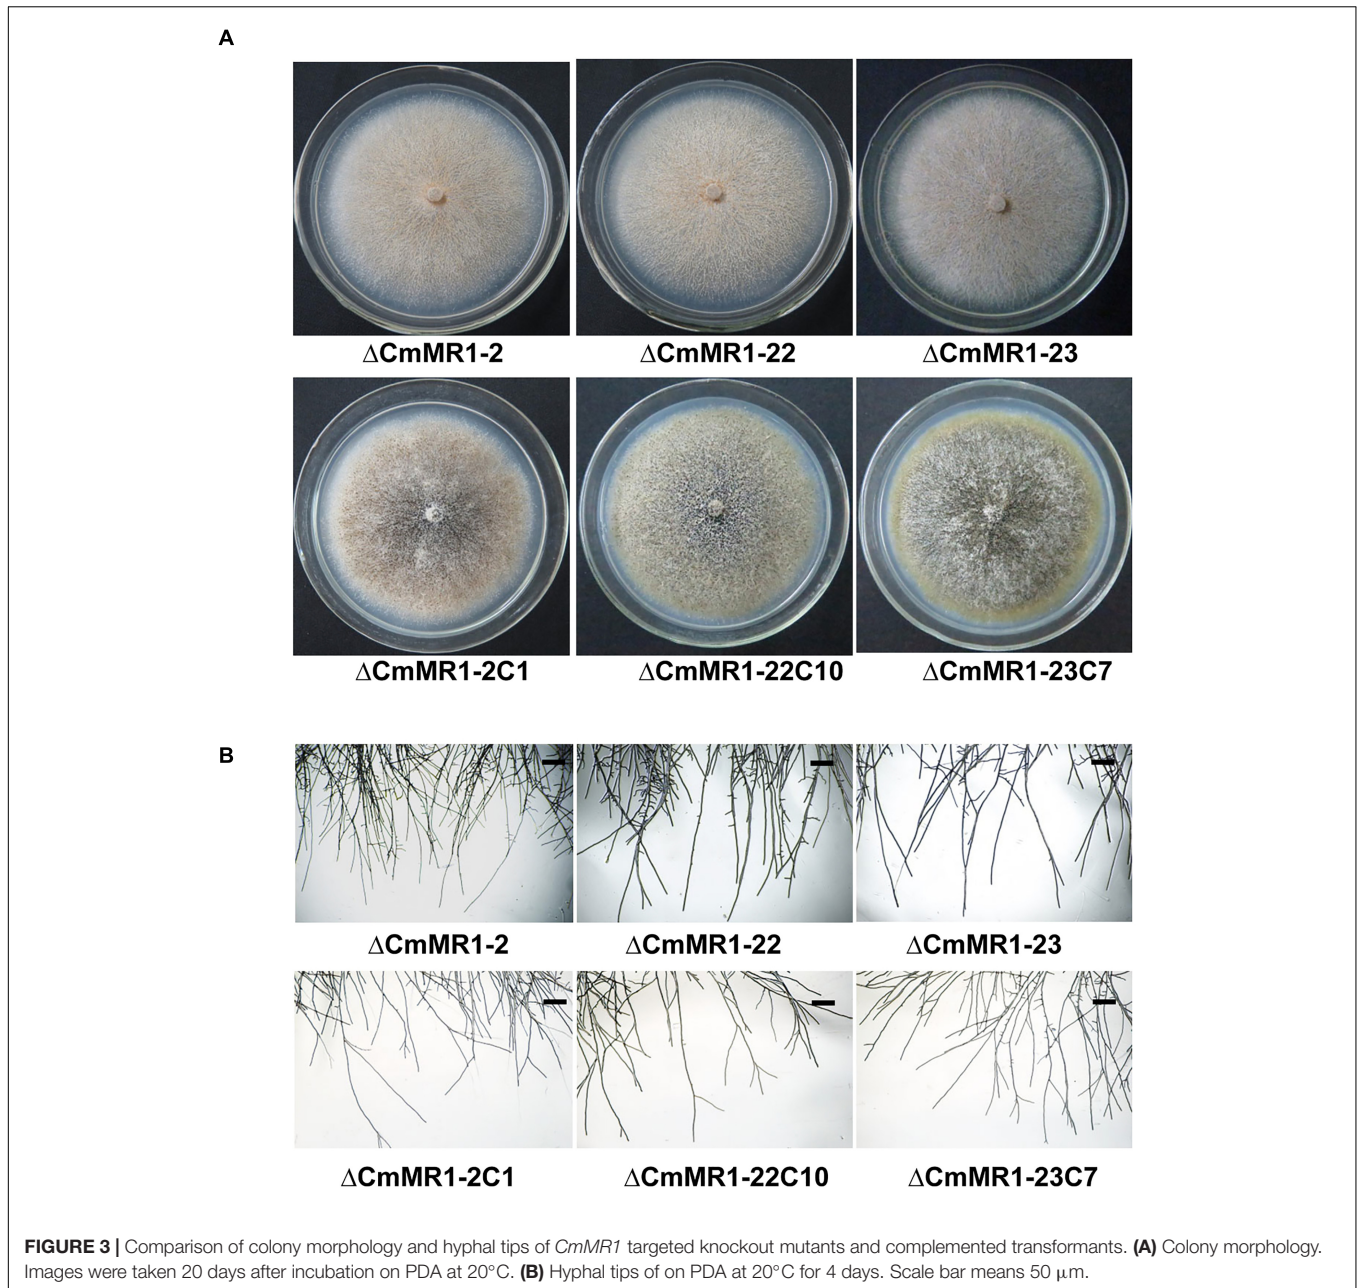 A
ΔCmMR1-2 ΔCmMR1-22 ΔCmMR1-23
ΔCmMR1-2C1 ΔCmMR1-22C10 ΔCmMR1-23C7
B
ΔCmMR1-2 ΔCmMR1-22 ΔCmMR1-23
ΔCmMR1-2C1 ΔCmMR1-22C10 ΔCmMR1-23C7
FIGURE 3 | Comparison of colony morphology and hyphal tips of CmMR1 targeted knockout mutants and complemented transformants. (A) Colony morphology.
Images were taken 20 days after incubation on PDA at 20°C. (B) Hyphal tips of on PDA at 20°C for 4 days. Scale bar means 50 μm.